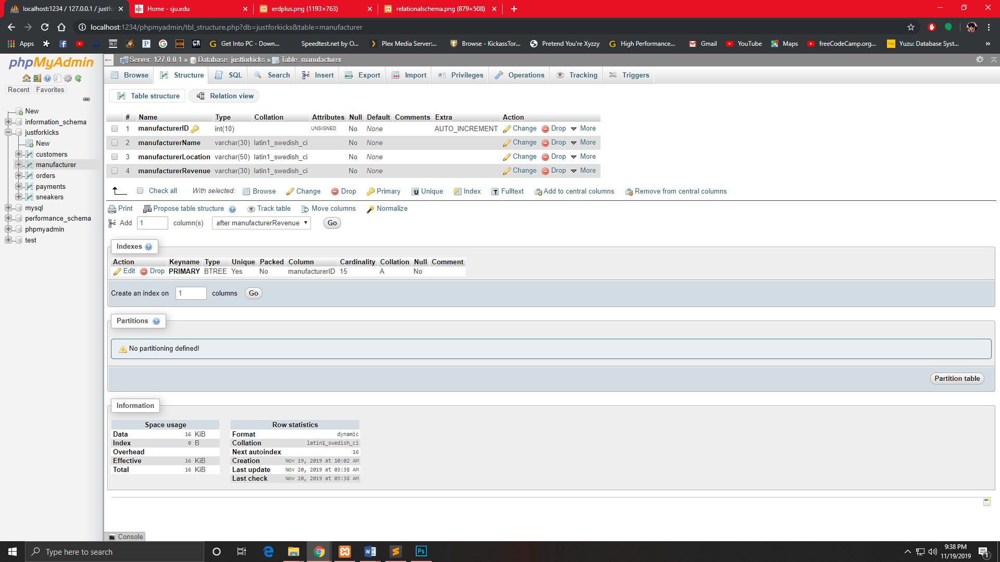 localhost:1234 / 127.0.0.1 / justfo
Home - sju.edu
erdplus.png (1193×763)
relationalschema.png (879×508)
localhost:1234/phpmyadmin/tbl_structure.php?db=justforkicks&table=manufacturer
Apps
Get Into PC - Down...
Speedtest.net by O...
Plex Media Server:...
Browse - KickassTor...
Pretend You're Xyzzy
High Performance...
Gmail
YouTube
Maps
freeCodeCamp.org...
Yuzu: Database Syst...
»
phpMyAdmin
Recent Favorites
New
information_schema
justforkicks
New
customers
manufacturer
orders
payments
sneakers
mysql
performance_schema
phpmyadmin
test
Server: 127.0.0.1 » Database: justforkicks » Table: manufacturer
Browse Structure SQL Search Insert Export Import Privileges Operations Tracking Triggers
Table structure Relation view
# Name Type Collation Attributes Null Default Comments Extra Action
1 manufacturerID int(10) UNSIGNED No None AUTO_INCREMENT Change Drop More
2 manufacturerName varchar(30) latin1_swedish_ci No None Change Drop More
3 manufacturerLocation varchar(50) latin1_swedish_ci No None Change Drop More
4 manufacturerRevenue varchar(30) latin1_swedish_ci No None Change Drop More
Check all With selected: Browse Change Drop Primary Unique Index Fulltext Add to central columns Remove from central columns
Print Propose table structure Track table Move columns Normalize
Add 1 column(s) after manufacturerRevenue Go
Indexes
Action Keyname Type Unique Packed Column Cardinality Collation Null Comment
Edit Drop PRIMARY BTREE Yes No manufacturerID 15 A No
Create an index on 1 columns Go
Partitions
No partitioning defined!
Partition table
Information
Space usage
Data 16 KiB
Index 0 B
Overhead
Effective 16 KiB
Total 16 KiB
Row statistics
Format dynamic
Collation latin1_swedish_ci
Next autoindex 16
Creation Nov 19, 2019 at 10:02 AM
Last update Nov 20, 2019 at 03:38 AM
Last check Nov 20, 2019 at 03:38 AM
Console
Type here to search
Ps
9:38 PM
11/19/2019
1